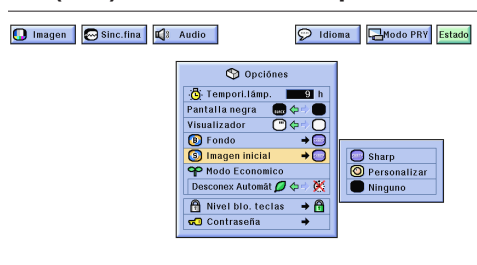 Imagen Sinc.fina Audio Idioma Modo PRY Estado
Opciónes
Tempori.lámp. 9 h
Pantalla negra
Visualizador
Fondo
Imagen inicial
Sharp
Modo Economico
Personalizar
Desconex Automát
Ninguno
Nivel blo. teclas
Contraseña